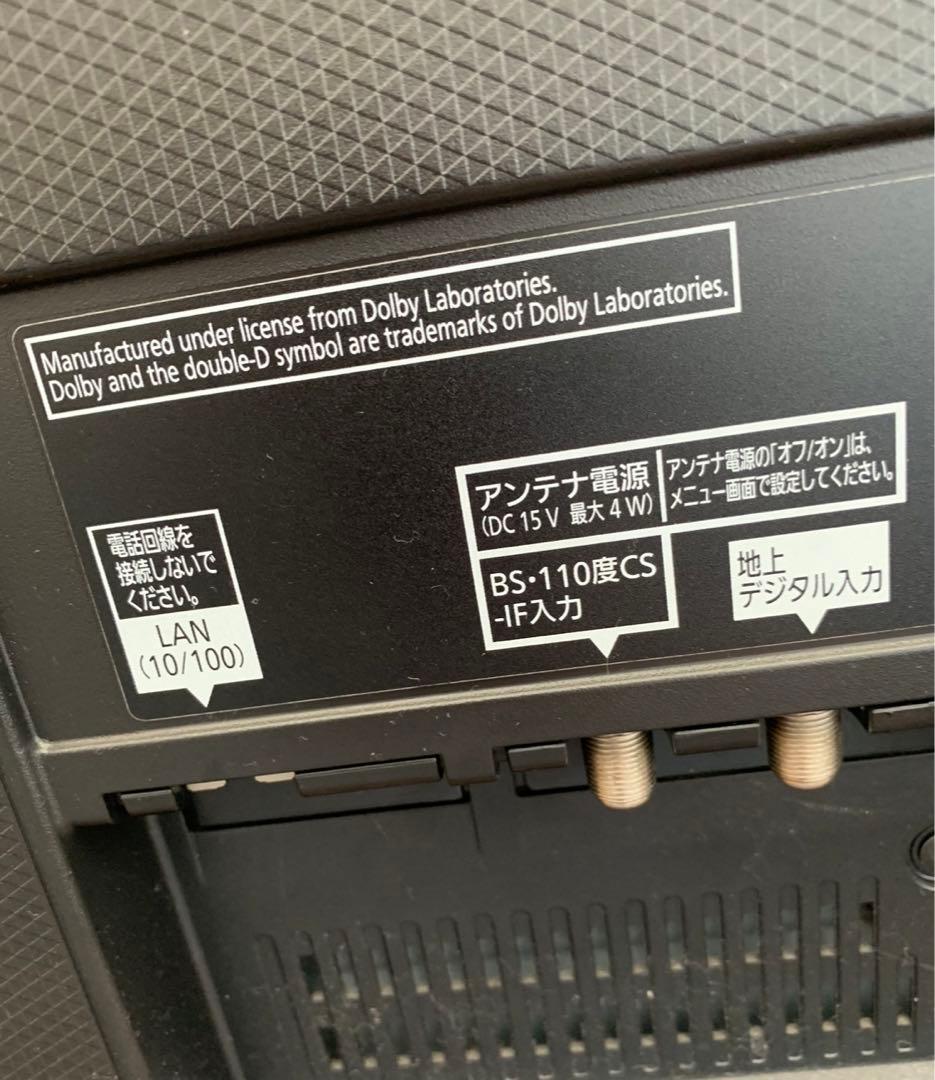 Manufactured under license from Dolby Laboratories.
Dolby and the double-D symbol are trademarks of Dolby Laboratories.
アンテナ電源
(DC 15 V 最大 4 W)
アンテナ電源の「オフ/オン」は、
メニュー画面で設定してください。
電話回線を
接続しないで
ください。
LAN
(10/100)
BS・110度CS
-IF入力
地上
デジタル入力